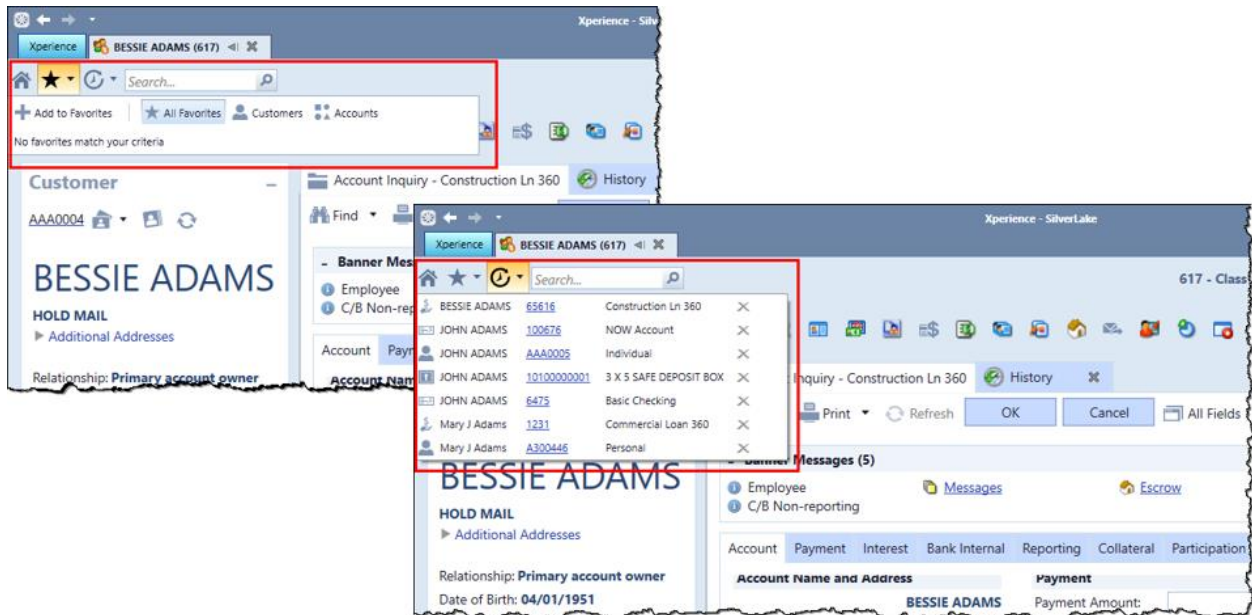 Xperience - Silv
Xperience BESSIE ADAMS (617)
Search...
Add to Favorites All Favorites Customers Accounts
No favorites match your criteria
Customer
AAA0004
BESSIE ADAMS
HOLD MAIL
Additional Addresses
Relationship: Primary account owner
Account Inquiry - Construction Ln 360 History
Find
Banner Mes
Employee
C/B Non-rep
Account Payr
Account Nam
Xperience - SilverLake
Xperience BESSIE ADAMS (617)
Search...
617 - Class
BESSIE ADAMS 65616 Construction Ln 360
JOHN ADAMS 100676 NOW Account
JOHN ADAMS AAA0005 Individual
JOHN ADAMS 10100000001 3 X 5 SAFE DEPOSIT BOX
JOHN ADAMS 6475 Basic Checking
Mary J Adams 1231 Commercial Loan 360
Mary J Adams A300446 Personal
nquiry - Construction Ln 360 History
Print Refresh OK Cancel All Fields
BESSIE ADAMS
HOLD MAIL
Additional Addresses
Relationship: Primary account owner
Date of Birth: 04/01/1951
Banner Messages (5)
Employee Messages Escrow
C/B Non-reporting
Account Payment Interest Bank Internal Reporting Collateral Participation
Account Name and Address Payment
BESSIE ADAMS Payment Amount: